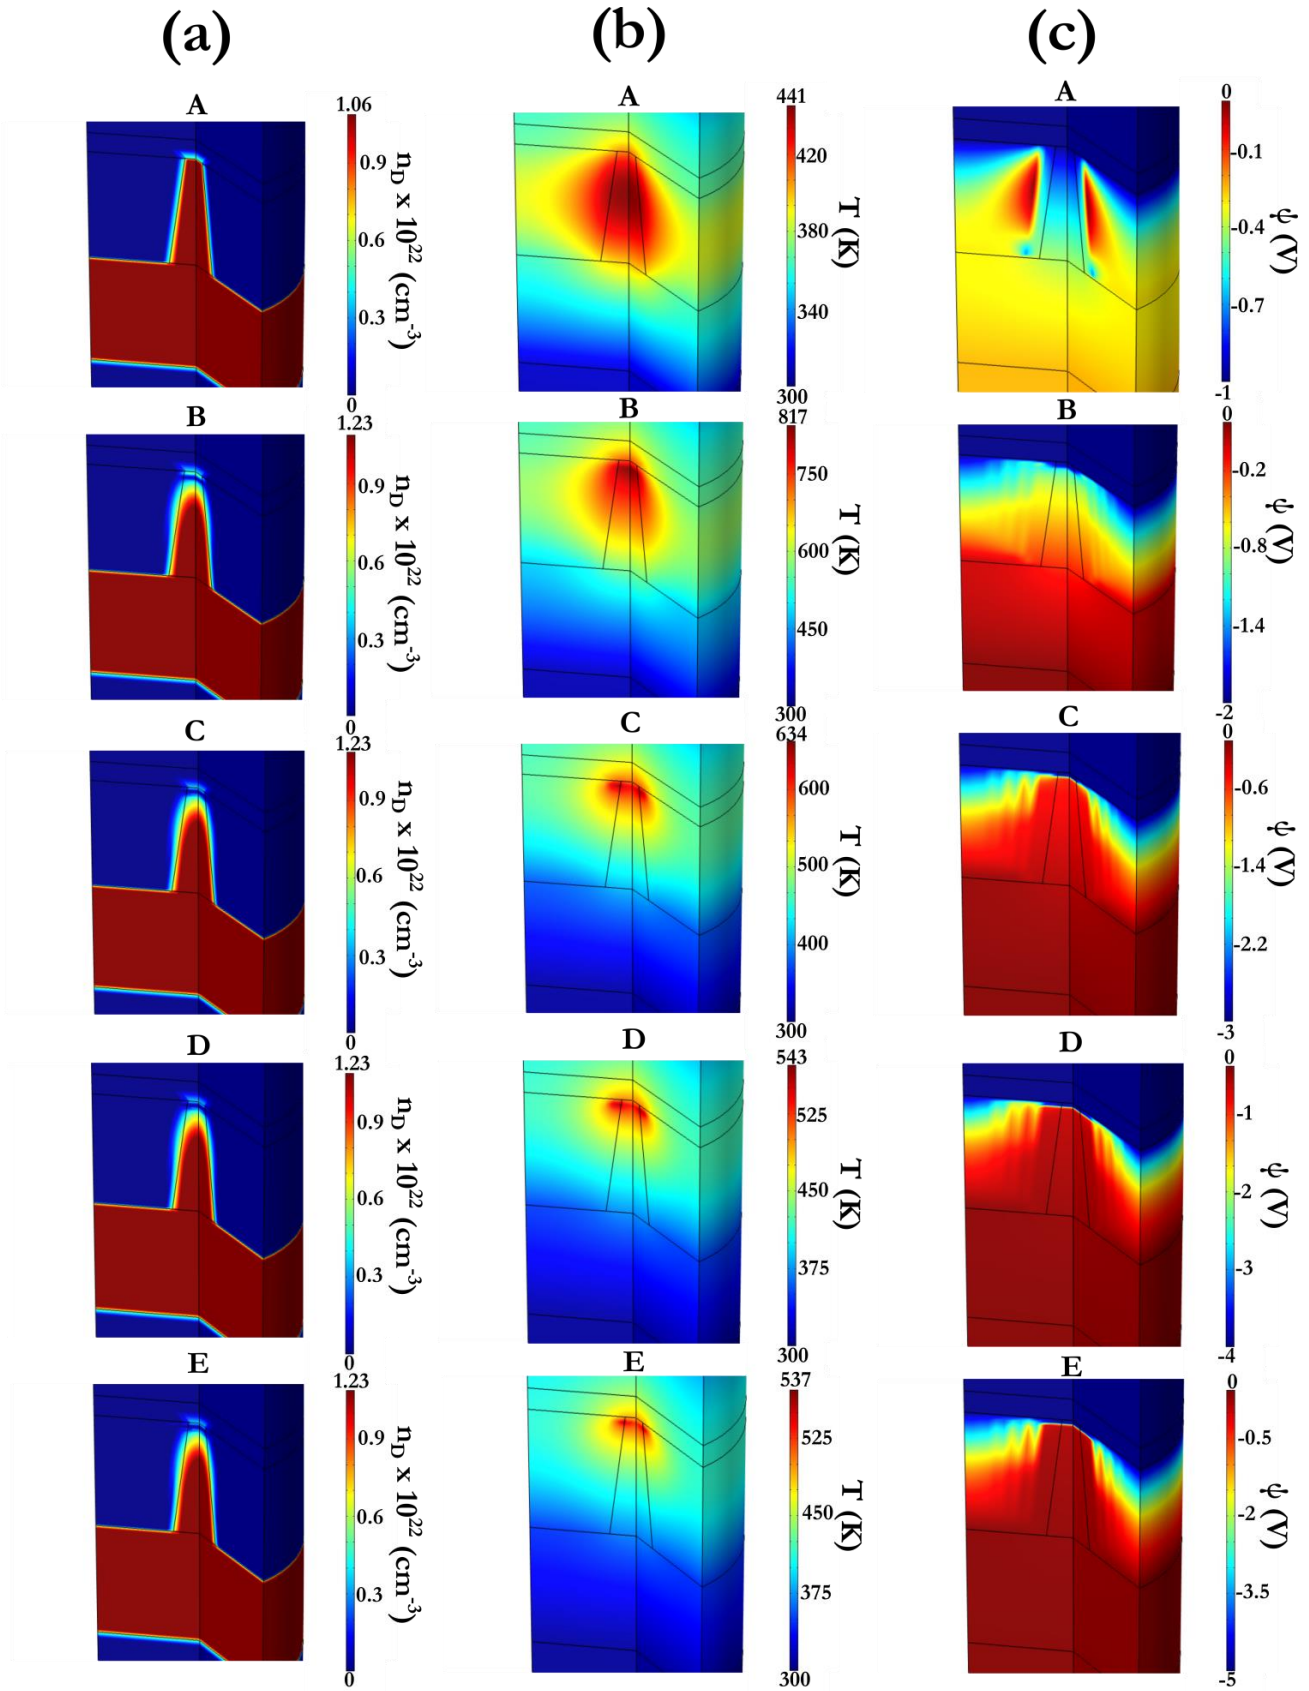 (a) (b) (c)
A
1.06
0.9
0.6
0.3
0
n_D x 10^22 (cm^-3)
A
441
420
380
340
300
T (K)
A
0
-0.1
-0.4
-0.7
-1
ψ (V)
B
1.23
0.9
0.6
0.3
0
n_D x 10^22 (cm^-3)
B
817
750
600
450
300
T (K)
B
0
-0.2
-0.8
-1.4
-2
ψ (V)
C
1.23
0.9
0.6
0.3
0
n_D x 10^22 (cm^-3)
C
634
600
500
400
300
T (K)
C
0
-0.6
-1.4
-2.2
-3
ψ (V)
D
1.23
0.9
0.6
0.3
0
n_D x 10^22 (cm^-3)
D
543
525
450
375
300
T (K)
D
0
-1
-2
-3
-4
ψ (V)
E
1.23
0.9
0.6
0.3
0
n_D x 10^22 (cm^-3)
E
537
525
450
375
300
T (K)
E
0
-0.5
-2
-3.5
-5
ψ (V)